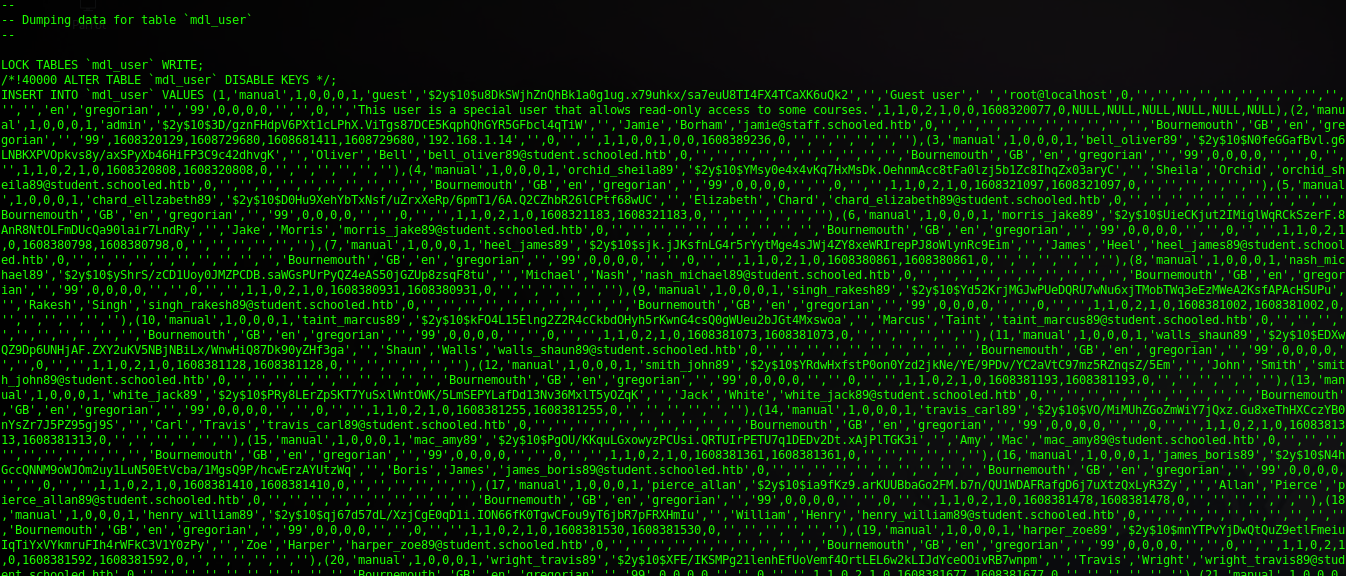 --
-- Dumping data for table `mdl_user`
--
LOCK TABLES `mdl_user` WRITE;
/*!40000 ALTER TABLE `mdl_user` DISABLE KEYS */;
INSERT INTO `mdl_user` VALUES (1,'manual',1,0,0,0,1,'guest','$2y$10$u8DkSWjhZnQhBk1a0g1ug.x79uhkx/sa7euU8TI4FX4TCaXK6uQk2','','Guest user',' ','root@localhost',0,'','','','','','','','','','','
'','','en','gregorian','','99',0,0,0,0,'','',0,'','','This user is a special user that allows read-only access to some courses.',1,1,0,2,1,0,0,1608320077,0,NULL,NULL,NULL,NULL,NULL,NULL),(2,'manu
al',1,0,0,0,1,'admin','$2y$10$3D/gznFHdpV6PXt1cLPhX.ViTgs87DCE5KqphQhGYR5GFbcl4qTiW','','Jamie','Borham','jamie@staff.schooled.htb',0,'','','','','','','','','','','','Bournemouth','GB','en','gre
gorian','','99',1608320129,1608729680,1608681411,1608729680,'192.168.1.14','',0,'','',1,1,0,0,1,0,0,1608389236,0,'','','','','',''),(3,'manual',1,0,0,0,1,'bell_oliver89','$2y$10$N0feGGafBvl.g6
LNBKXPVOpkvs8y/axSPyXb46HiFP3C9c42dhvgK','','Oliver','Bell','bell_oliver89@student.schooled.htb',0,'','','','','','','','','','','','Bournemouth','GB','en','gregorian','','99',0,0,0,0,'','',0,'',
'',1,1,0,2,1,0,1608320808,1608320808,0,'','','','','',''),(4,'manual',1,0,0,0,1,'orchid_sheila89','$2y$10$YMsy0e4x4vKq7HxMsDk.OehnmAcc8tFa0lzj5b1Zc8IhqZx03aryC','','Sheila','Orchid','orchid_sh
eila89@student.schooled.htb',0,'','','','','','','','','','','','Bournemouth','GB','en','gregorian','','99',0,0,0,0,'','',0,'','',1,1,0,2,1,0,1608321097,1608321097,0,'','','','','',''),(5,'manual
',1,0,0,0,1,'chard_ellzabeth89','$2y$10$D0Hu9XehYbTxNsf/uZrxXeRp/6pmT1/6A.Q2CZhbR26lCPtf68wUC','','Elizabeth','Chard','chard_elizabeth89@student.schooled.htb',0,'','','','','','','','','','','','
Bournemouth','GB','en','gregorian','','99',0,0,0,0,'','',0,'','',1,1,0,2,1,0,1608321183,1608321183,0,'','','','','',''),(6,'manual',1,0,0,0,1,'morris_jake89','$2y$10$UieCKjut2IMiglWqRCkSzerF.8
AnR8NtOLFmDUcQa90lair7LndRy','','Jake','Morris','morris_jake89@student.schooled.htb',0,'','','','','','','','','','','','Bournemouth','GB','en','gregorian','','99',0,0,0,0,'','',0,'','',1,1,0,2,1
,0,1608380798,1608380798,0,'','','','','',''),(7,'manual',1,0,0,0,1,'heel_james89','$2y$10$sjk.jJKsfnLG4r5rYytMge4sJWj4ZY8xeWRIrepPJ8oWlynRc9Eim','','James','Heel','heel_james89@student.school
ed.htb',0,'','','','','','','','','','','','Bournemouth','GB','en','gregorian','','99',0,0,0,0,'','',0,'','',1,1,0,2,1,0,1608380861,1608380861,0,'','','','','',''),(8,'manual',1,0,0,0,1,'nash_mic
hael89','$2y$10$yShrS/zCD1Uoy0JMZPCDB.saWGsPUrPyQZ4eAS50jGZUp8zsqF8tu','','Michael','Nash','nash_michael89@student.schooled.htb',0,'','','','','','','','','','','','Bournemouth','GB','en','gregor
ian','','99',0,0,0,0,'','',0,'','',1,1,0,2,1,0,1608380931,1608380931,0,'','','','','',''),(9,'manual',1,0,0,0,1,'singh_rakesh89','$2y$10$Yd52KrjMGJwPUeDQRU7wNu6xjTMobTWq3eEzMWeA2KsfAPAcHSUPu',
'','Rakesh','Singh','singh_rakesh89@student.schooled.htb',0,'','','','','','','','','','','','Bournemouth','GB','en','gregorian','','99',0,0,0,0,'','',0,'','',1,1,0,2,1,0,1608381002,1608381002,0,
'','','','','',''),(10,'manual',1,0,0,0,1,'taint_marcus89','$2y$10$kFO4L15Elng2Z2R4cCkbdOHyh5rKwnG4csQ0gWUeu2bJGt4Mxswoa','','Marcus','Taint','taint_marcus89@student.schooled.htb',0,'','','','',
'','','','','','','','Bournemouth','GB','en','gregorian','','99',0,0,0,0,'','',0,'','',1,1,0,2,1,0,1608381073,1608381073,0,'','','','','',''),(11,'manual',1,0,0,0,1,'walls_shaun89','$2y$10$EDXw
QZ9Dp6UNHjAF.ZXY2uKV5NBjNBiLx/WnwHiQ87Dk90yZHf3ga','','Shaun','Walls','walls_shaun89@student.schooled.htb',0,'','','','','','','','','','','','Bournemouth','GB','en','gregorian','','99',0,0,0,0,'
','',0,'','',1,1,0,2,1,0,1608381128,1608381128,0,'','','','','',''),(12,'manual',1,0,0,0,1,'smith_john89','$2y$10$YRdwHxfstP0on0Yzd2jkNe/YE/9PDv/YC2aVtC97mz5RZnqsZ/5Em','','John','Smith','smit
h_john89@student.schooled.htb',0,'','','','','','','','','','','','Bournemouth','GB','en','gregorian','','99',0,0,0,0,'','',0,'','',1,1,0,2,1,0,1608381193,1608381193,0,'','','','','',''),(13,'man
ual',1,0,0,0,1,'white_jack89','$2y$10$PRy8LErZpSKT7YuSxlWntOWK/5LmSEPYLafDd13Nv36MxlT5yOZqK','','Jack','White','white_jack89@student.schooled.htb',0,'','','','','','','','','','','','Bournemouth'
,'GB','en','gregorian','','99',0,0,0,0,'','',0,'','',1,1,0,2,1,0,1608381255,1608381255,0,'','','','','',''),(14,'manual',1,0,0,0,1,'travis_carl89','$2y$10$VO/MiMUhZGoZmWiY7jQxz.Gu8xeThHXCczYB0
nYsZr7J5PZ95gj9S','','Carl','Travis','travis_carl89@student.schooled.htb',0,'','','','','','','','','','','','Bournemouth','GB','en','gregorian','','99',0,0,0,0,'','',0,'','',1,1,0,2,1,0,16083813
13,1608381313,0,'','','','','',''),(15,'manual',1,0,0,0,1,'mac_amy89','$2y$10$PgOU/KKquLGxowyzPCUsi.QRTUIrPETU7q1DEDv2Dt.xAjPlTGK3i','','Amy','Mac','mac_amy89@student.schooled.htb',0,'','','',''
,'','','','','','','','Bournemouth','GB','en','gregorian','','99',0,0,0,0,'','',0,'','',1,1,0,2,1,0,1608381361,1608381361,0,'','','','','',''),(16,'manual',1,0,0,0,1,'james_boris89','$2y$10$N4h
GccQNNM9oWJOm2uy1LuN50EtVcba/1MgsQ9P/hcwErzAYUtzWq','','Boris','James','james_boris89@student.schooled.htb',0,'','','','','','','','','','','','Bournemouth','GB','en','gregorian','','99',0,0,0,0,
'','',0,'','',1,1,0,2,1,0,1608381410,1608381410,0,'','','','','',''),(17,'manual',1,0,0,0,1,'pierce_allan','$2y$10$ia9fKz9.arKUUBbaGo2FM.b7n/QU1WDAFRafgD6j7uXtzQxLyR3Zy','','Allan','Pierce','p
ierce_allan89@student.schooled.htb',0,'','','','','','','','','','','','Bournemouth','GB','en','gregorian','','99',0,0,0,0,'','',0,'','',1,1,0,2,1,0,1608381478,1608381478,0,'','','','','',''),(18
,'manual',1,0,0,0,1,'henry_william89','$2y$10$qj67d57dL/XzjCgE0qD1i.ION66fK0TgwCFou9yT6jbR7pFRXHmIu','','William','Henry','henry_william89@student.schooled.htb',0,'','','','','','','','','','',''
,'Bournemouth','GB','en','gregorian','','99',0,0,0,0,'','',0,'','',1,1,0,2,1,0,1608381530,1608381530,0,'','','','','',''),(19,'manual',1,0,0,0,1,'harper_zoe89','$2y$10$mnYTPvYjDwQtQuZ9etlFmeiu
IqTiYxVYkmruFIh4rWFkC3V1Y0zPy','','Zoe','Harper','harper_zoe89@student.schooled.htb',0,'','','','','','','','','','','','Bournemouth','GB','en','gregorian','','99',0,0,0,0,'','',0,'','',1,1,0,2,1
,0,1608381592,1608381592,0,'','','','','',''),(20,'manual',1,0,0,0,1,'wright_travis89','$2y$10$XFE/IKSMPg21lenhEfUoVemf4OrtLEL6w2kLIJdYceOOivRB7wnpm','','Travis','Wright','wright_travis89@stud
ent.schooled.htb',0,'','','','','','','','','','','','Bournemouth','GB','en','gregorian','','99',0,0,0,0,'','',0,'','',1,1,0,2,1,0,1608381677,1608381677,0,'','','','','',''),(21,'manual',1,0,0,0,